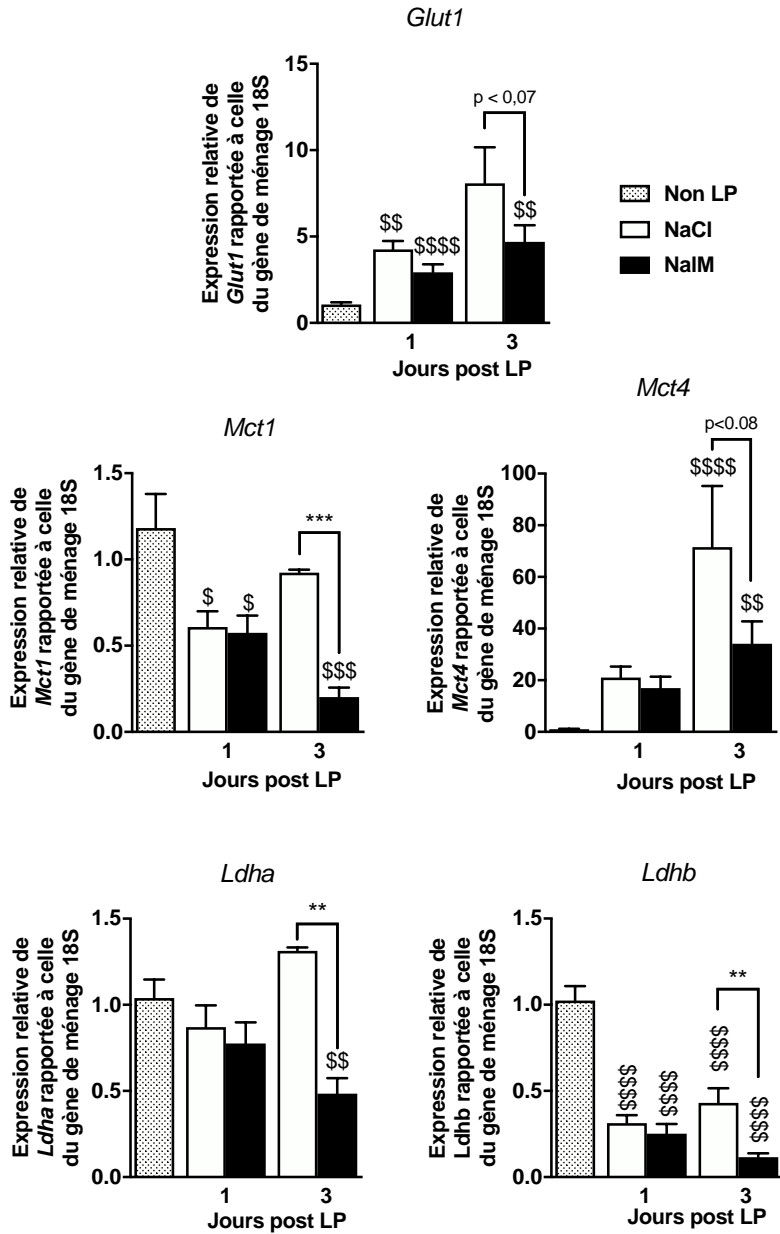 Glut1
Expression relative de
Glut1 rapportée à celle
du gène de ménage 18S
15
10
5
0
p < 0,07
$$
$$$$
$$
1
3
Jours post LP
Non LP
NaCl
NaIM
Mct1
Expression relative de
Mct1 rapportée à celle
du gène de ménage 18S
1.5
1.0
0.5
0.0
***
$
$
$$$
1
3
Jours post LP
Mct4
Expression relative de
Mct4 rapportée à celle
du gène de ménage 18S
100
80
60
40
20
0
p<0.08
$$$$
$$
1
3
Jours post LP
Ldha
Expression relative de
Ldha rapportée à celle
du gène de ménage 18S
1.5
1.0
0.5
0.0
**
$$
1
3
Jours post LP
Ldhb
Expression relative de
Ldhb rapportée à celle
du gène de ménage 18S
1.5
1.0
0.5
0.0
**
$$$$
$$$$
$$$$
$$$$
1
3
Jours post LP